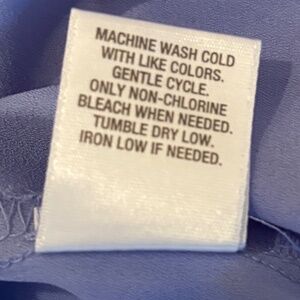 MACHINE WASH COLD
WITH LIKE COLORS.
GENTLE CYCLE.
ONLY NON-CHLORINE
BLEACH WHEN NEEDED.
TUMBLE DRY LOW.
IRON LOW IF NEEDED.